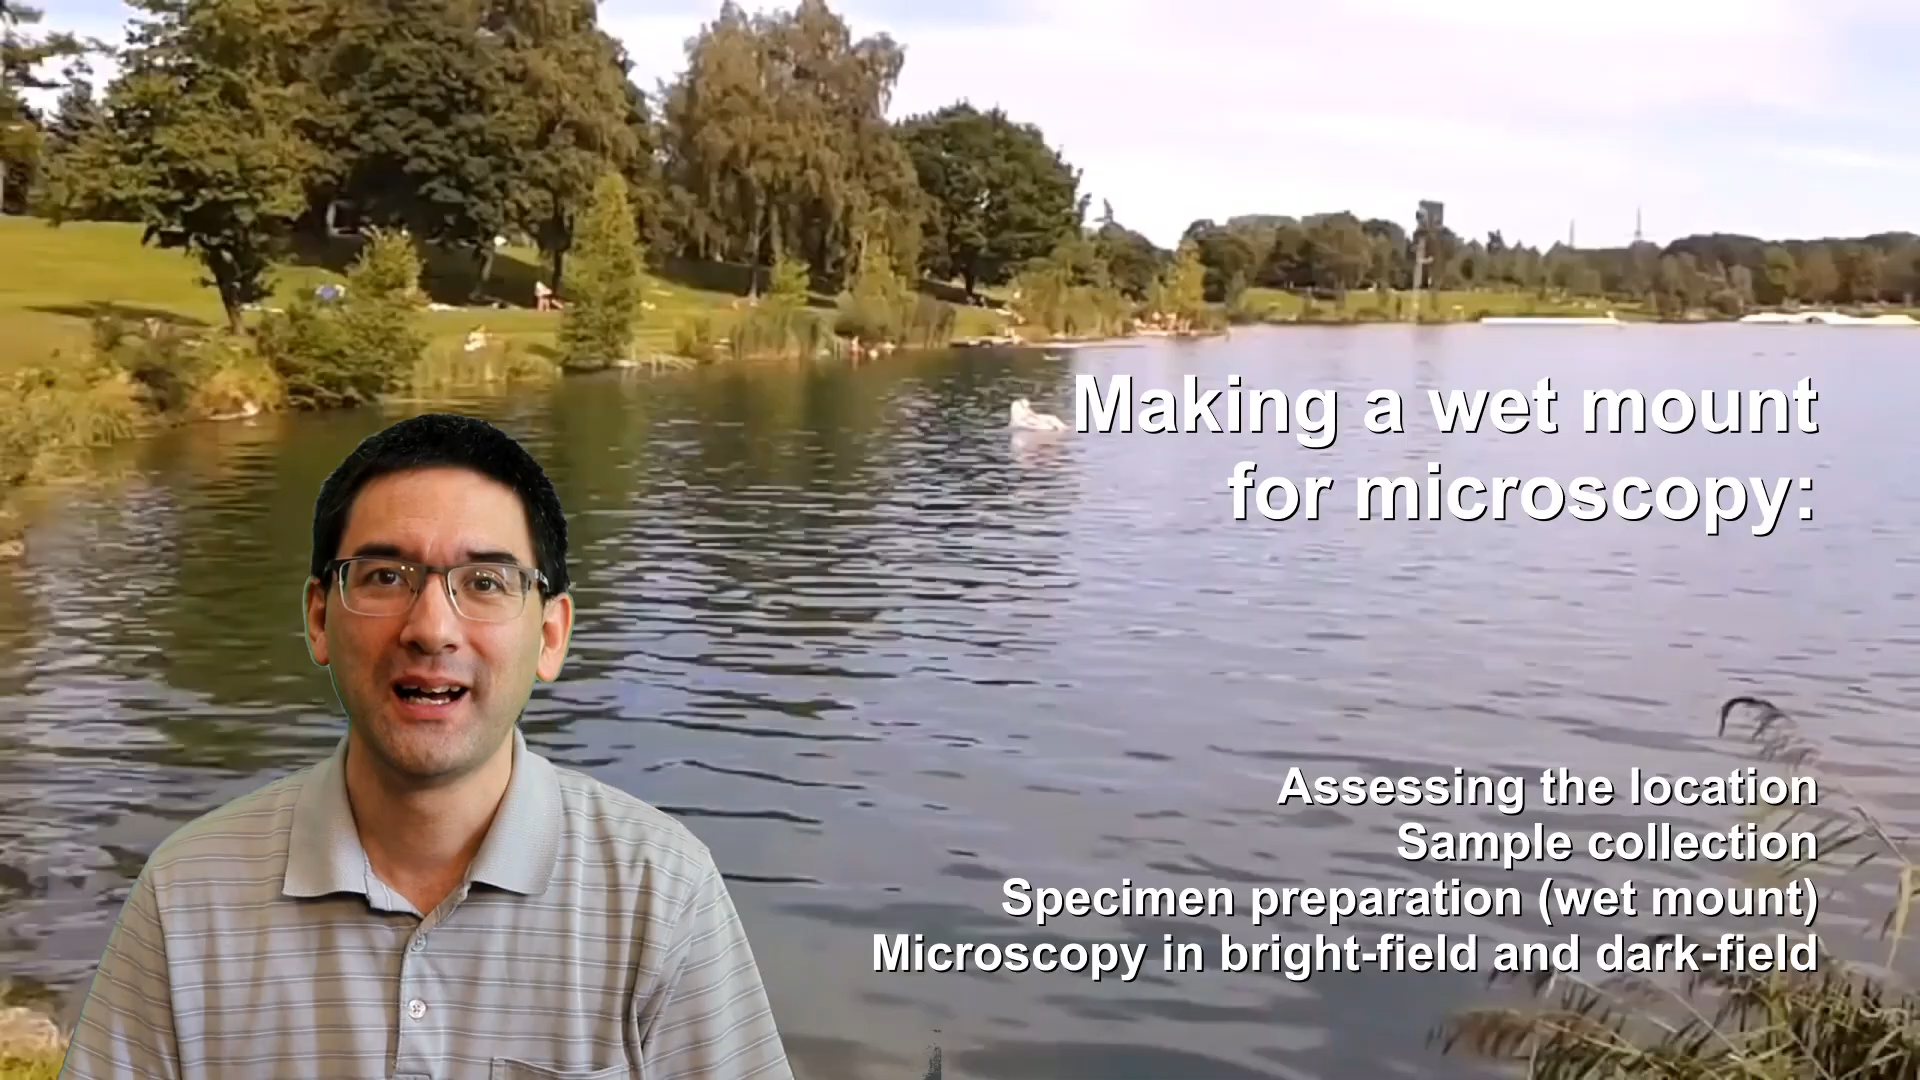 Making a wet mount
for microscopy:
Assessing the location
Sample collection
Specimen preparation (wet mount)
Microscopy in bright-field and dark-field